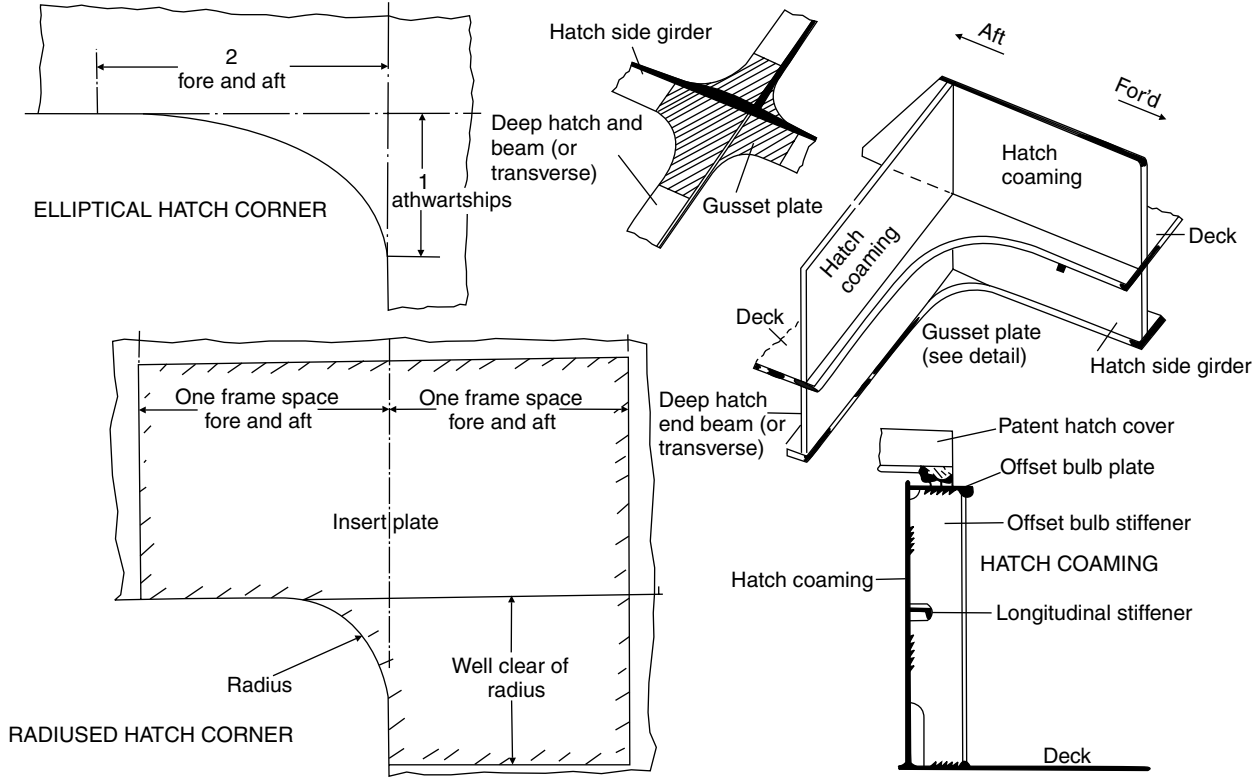 2
fore and aft
1
athwartships
ELLIPTICAL HATCH CORNER
Hatch side girder
Deep hatch and
beam (or
transverse)
Gusset plate
Aft
For'd
Hatch
coaming
Hatch
coaming
Deck
Deck
Gusset plate
(see detail)
Hatch side girder
Deep hatch
end beam (or
transverse)
One frame space
fore and aft
One frame space
fore and aft
Insert plate
Radius
Well clear of
radius
RADIUSED HATCH CORNER
Patent hatch cover
Offset bulb plate
Offset bulb stiffener
HATCH COAMING
Hatch coaming
Longitudinal stiffener
Deck